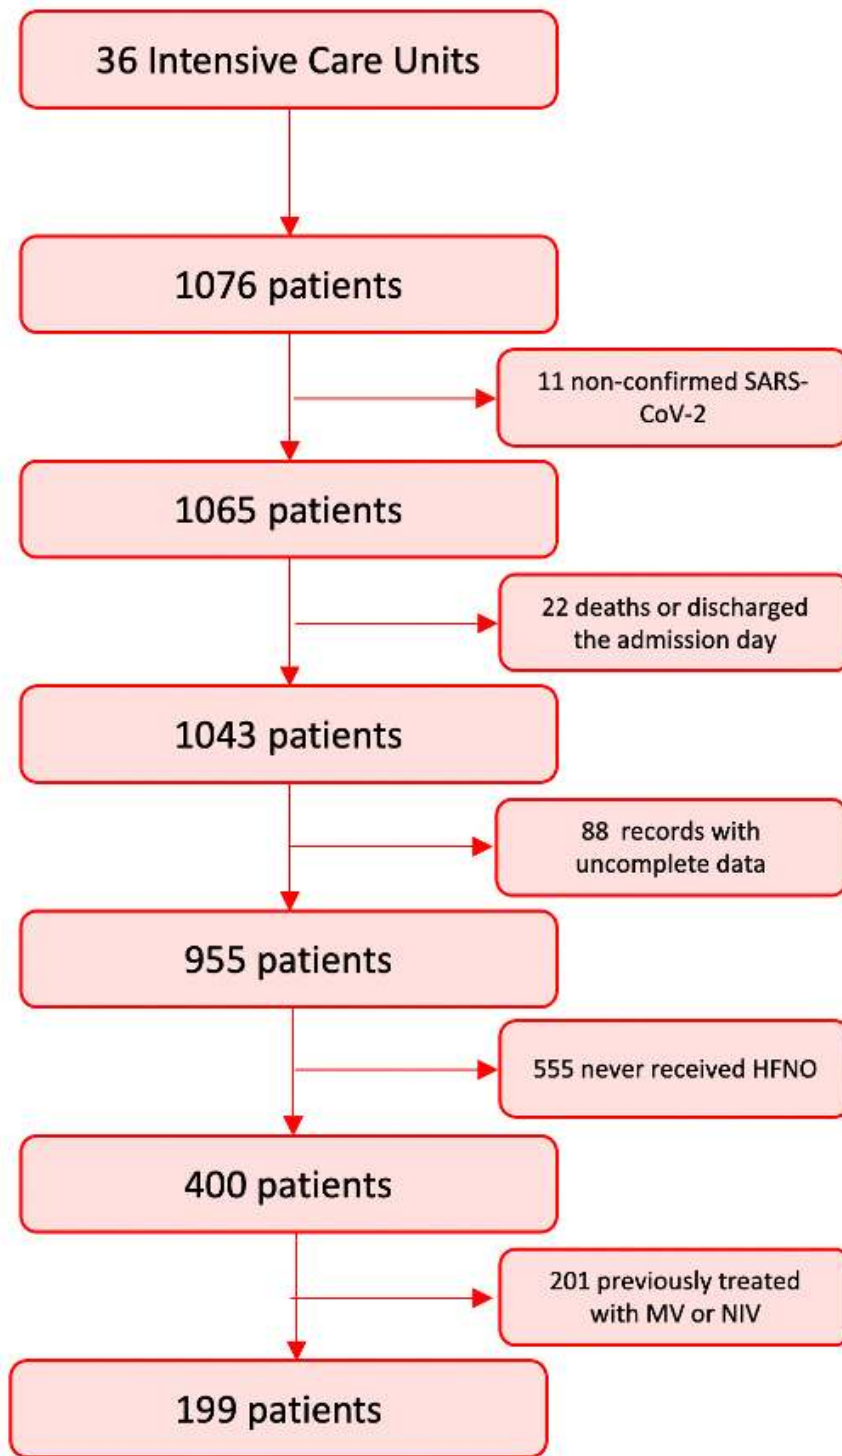 36 Intensive Care Units
1076 patients
11 non-confirmed SARS-
CoV-2
1065 patients
22 deaths or discharged
the admission day
1043 patients
88 records with
uncomplete data
955 patients
555 never received HFNO
400 patients
201 previously treated
with MV or NIV
199 patients